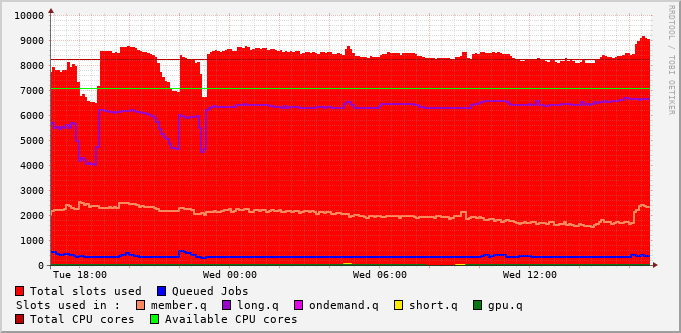 10000
9000
8000
7000
6000
5000
4000
3000
2000
1000
0
Tue 18:00 Wed 00:00 Wed 06:00 Wed 12:00
RRDTOOL / TOBI OETIKER
Total slots used Queued Jobs
Slots used in : member.q long.q ondemand.q short.q gpu.q
Total CPU cores Available CPU cores